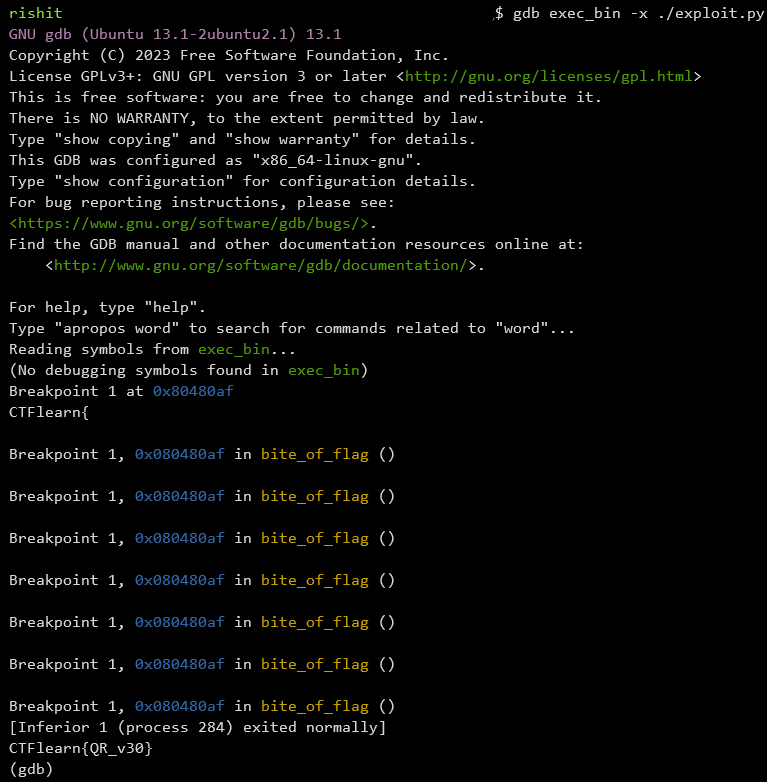 rishit $ gdb exec_bin -x ./exploit.py
GNU gdb (Ubuntu 13.1-2ubuntu2.1) 13.1
Copyright (C) 2023 Free Software Foundation, Inc.
License GPLv3+: GNU GPL version 3 or later <http://gnu.org/licenses/gpl.html>
This is free software: you are free to change and redistribute it.
There is NO WARRANTY, to the extent permitted by law.
Type "show copying" and "show warranty" for details.
This GDB was configured as "x86_64-linux-gnu".
Type "show configuration" for configuration details.
For bug reporting instructions, please see:
<https://www.gnu.org/software/gdb/bugs/>.
Find the GDB manual and other documentation resources online at:
    <http://www.gnu.org/software/gdb/documentation/>.

For help, type "help".
Type "apropos word" to search for commands related to "word"...
Reading symbols from exec_bin...
(No debugging symbols found in exec_bin)
Breakpoint 1 at 0x80480af
CTFlearn{

Breakpoint 1, 0x080480af in bite_of_flag ()

Breakpoint 1, 0x080480af in bite_of_flag ()

Breakpoint 1, 0x080480af in bite_of_flag ()

Breakpoint 1, 0x080480af in bite_of_flag ()

Breakpoint 1, 0x080480af in bite_of_flag ()

Breakpoint 1, 0x080480af in bite_of_flag ()

Breakpoint 1, 0x080480af in bite_of_flag ()
[Inferior 1 (process 284) exited normally]
CTFlearn{QR_v30}
(gdb)